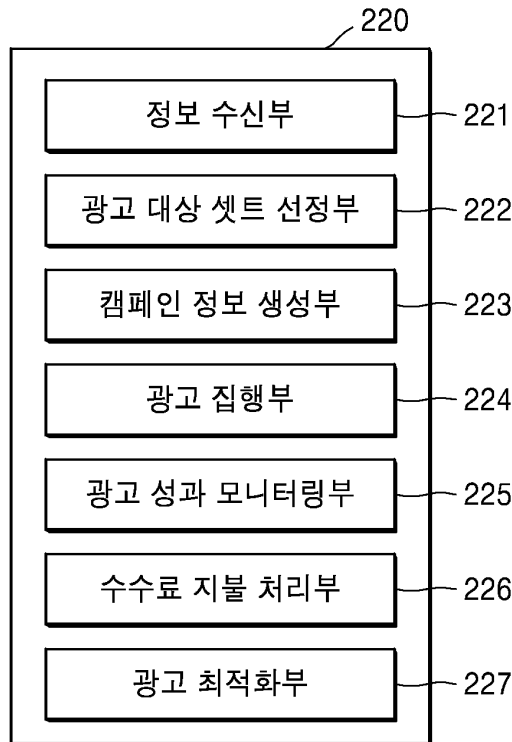 220
정보 수신부 221
광고 대상 셋트 선정부 222
캠페인 정보 생성부 223
광고 집행부 224
광고 성과 모니터링부 225
수수료 지불 처리부 226
광고 최적화부 227